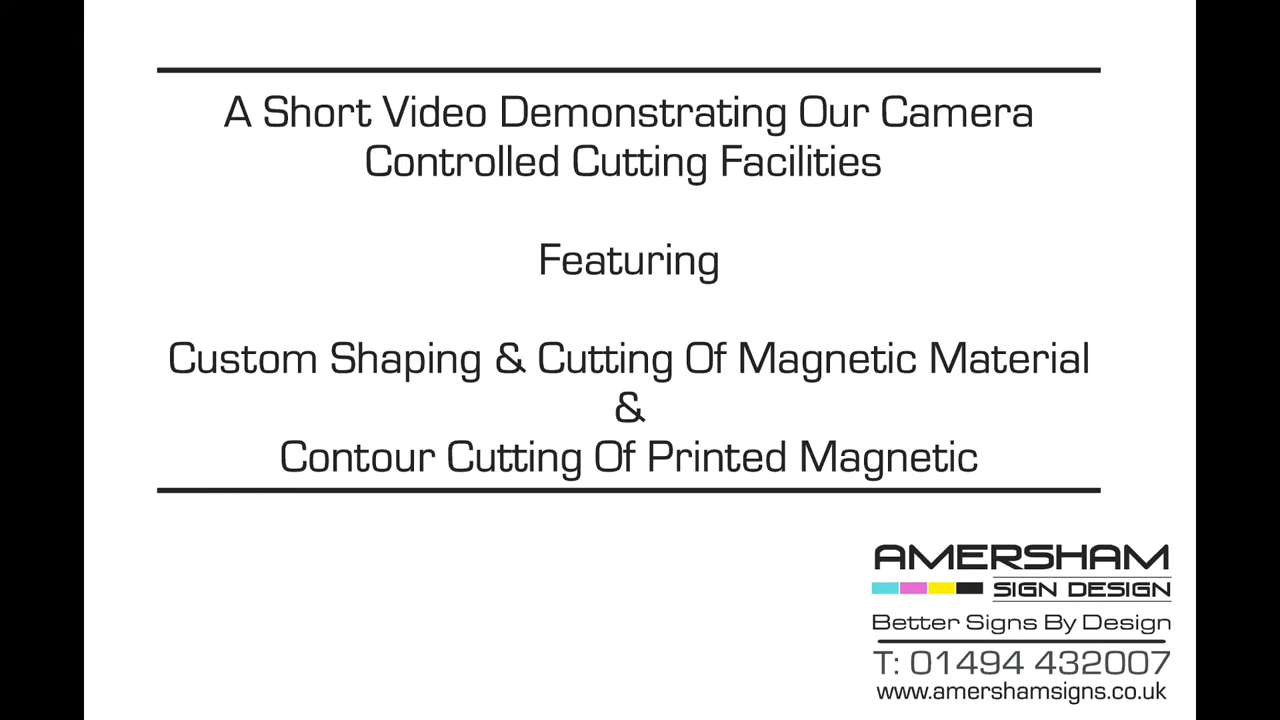 A Short Video Demonstrating Our Camera
Controlled Cutting Facilities
Featuring
Custom Shaping & Cutting Of Magnetic Material
&
Contour Cutting Of Printed Magnetic
AMERSHAM
SIGN DESIGN
Better Signs By Design
T: 01494 432007
www.amershamsigns.co.uk